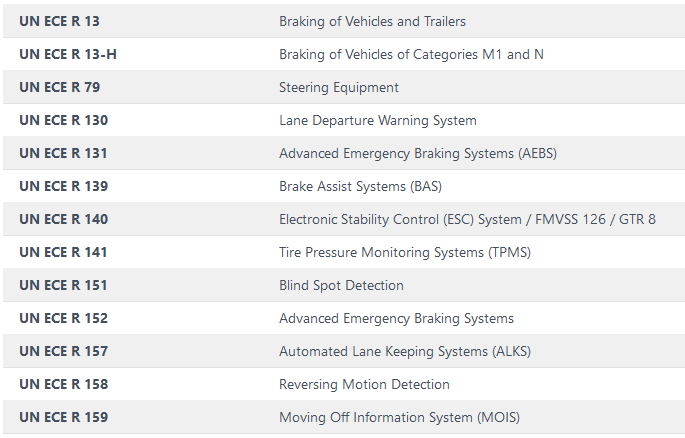 UN ECE R 13 Braking of Vehicles and Trailers
UN ECE R 13-H Braking of Vehicles of Categories M1 and N
UN ECE R 79 Steering Equipment
UN ECE R 130 Lane Departure Warning System
UN ECE R 131 Advanced Emergency Braking Systems (AEBS)
UN ECE R 139 Brake Assist Systems (BAS)
UN ECE R 140 Electronic Stability Control (ESC) System / FMVSS 126 / GTR 8
UN ECE R 141 Tire Pressure Monitoring Systems (TPMS)
UN ECE R 151 Blind Spot Detection
UN ECE R 152 Advanced Emergency Braking Systems
UN ECE R 157 Automated Lane Keeping Systems (ALKS)
UN ECE R 158 Reversing Motion Detection
UN ECE R 159 Moving Off Information System (MOIS)